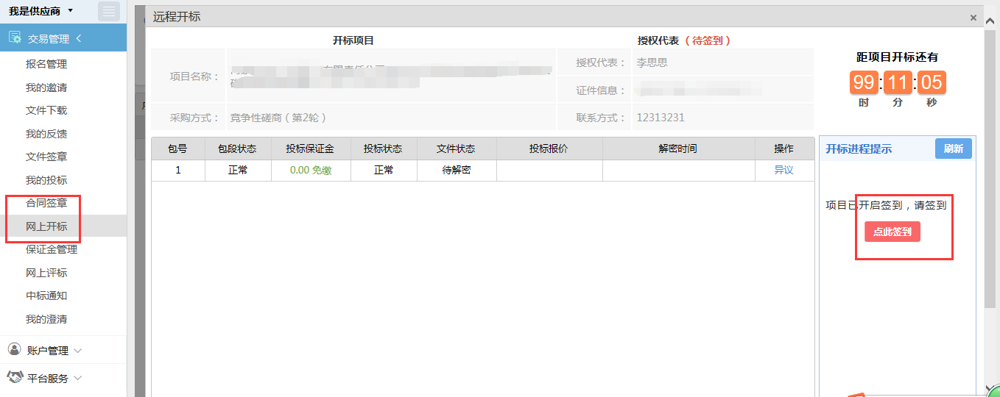 我是供应商
交易管理
报名管理
我的邀请
文件下载
我的反馈
文件签章
我的投标
合同签章
网上开标
保证金管理
网上评标
中标通知
我的澄清
账户管理
平台服务
远程开标
×
开标项目
授权代表（待签到）
项目名称：
授权代表： 李思思
证件信息：
采购方式： 竞争性磋商（第2轮）
联系方式： 12313231
包号 包段状态 投标保证金 投标状态 文件状态 投标报价 解密时间 操作
1 正常 0.00 免缴 正常 待解密 异议
距项目开标还有
99:11:05
时 分 秒
开标进程提示 刷新
项目已开启签到，请签到
点此签到